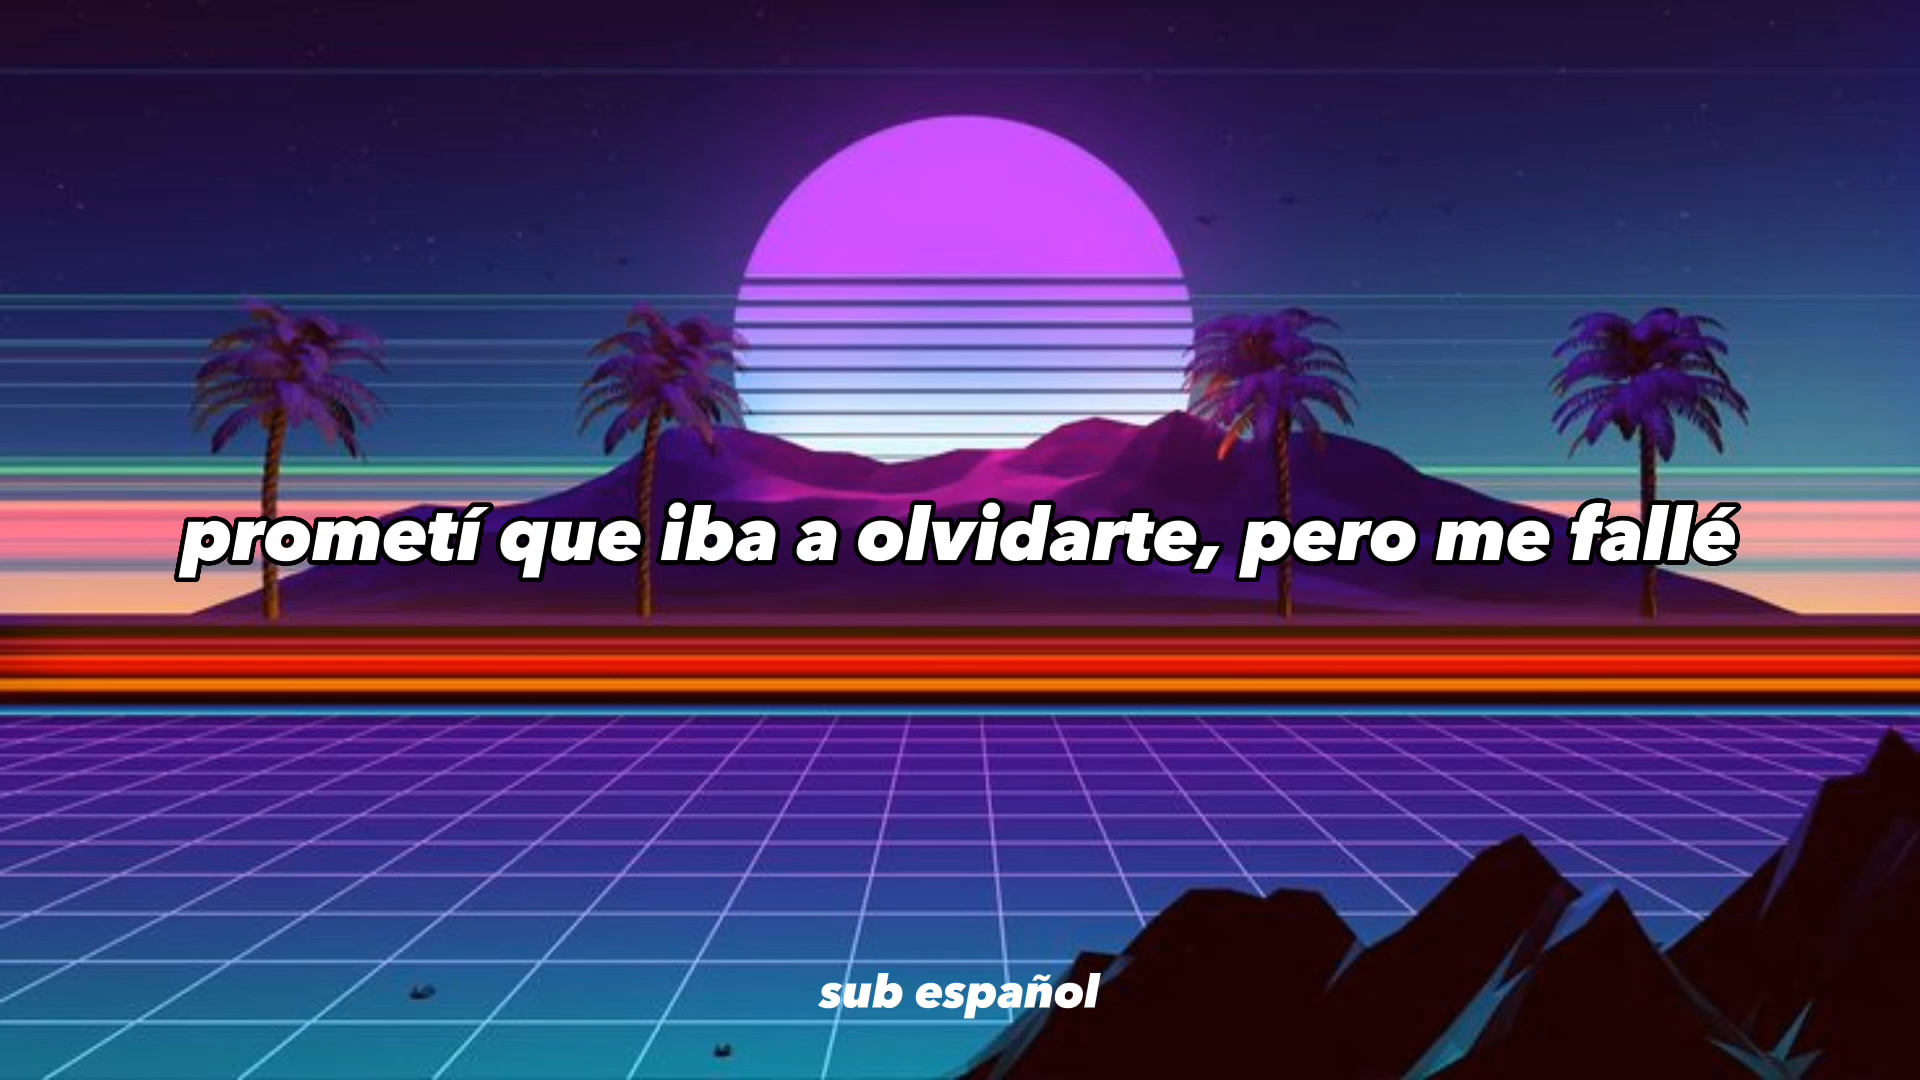 prometí que iba a olvidarte, pero me fallé
sub español